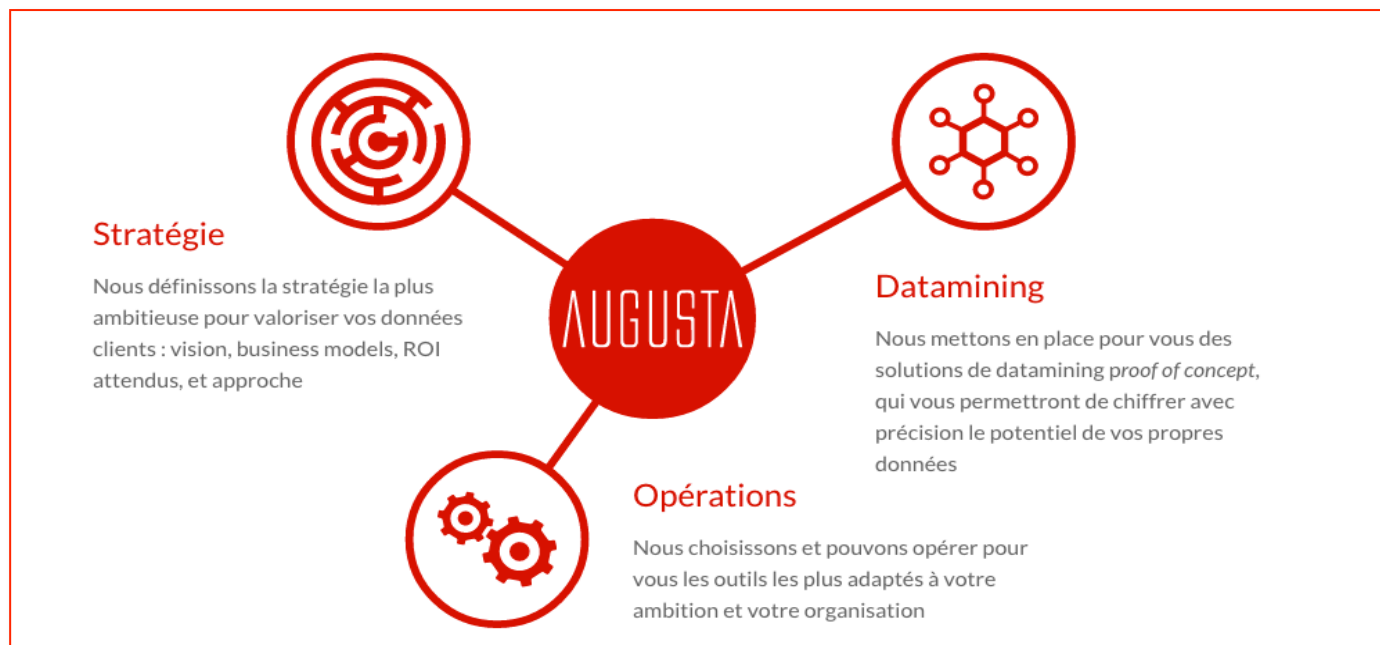 Stratégie
Nous définissons la stratégie la plus
ambitieuse pour valoriser vos données
clients : vision, business models, ROI
attendus, et approche
AUGUSTA
Datamining
Nous mettons en place pour vous des
solutions de datamining proof of concept,
qui vous permettront de chiffrer avec
précision le potentiel de vos propres
données
Opérations
Nous choisissons et pouvons opérer pour
vous les outils les plus adaptés à votre
ambition et votre organisation